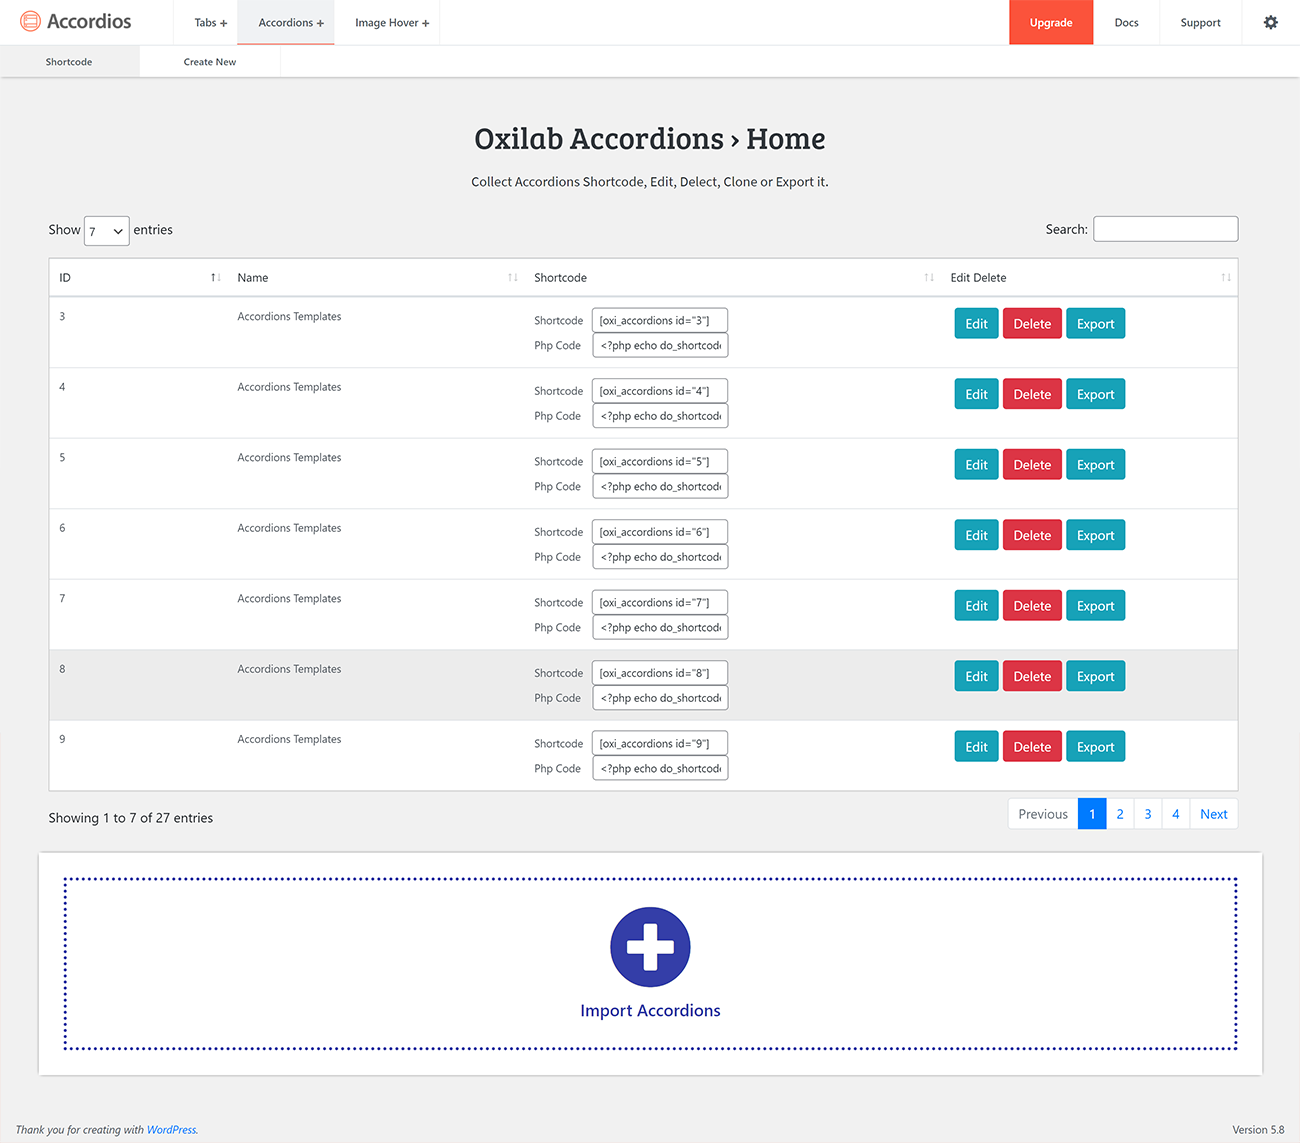 Accordios Tabs + Accordions + Image Hover + Upgrade Docs Support
Shortcode Create New
Oxilab Accordions › Home
Collect Accordions Shortcode, Edit, Delect, Clone or Export it.
Show 7 entries Search:
ID Name Shortcode Edit Delete
3 Accordions Templates Shortcode [oxi_accordions id="3"] Edit Delete Export
Php Code <?php echo do_shortcode
4 Accordions Templates Shortcode [oxi_accordions id="4"] Edit Delete Export
Php Code <?php echo do_shortcode
5 Accordions Templates Shortcode [oxi_accordions id="5"] Edit Delete Export
Php Code <?php echo do_shortcode
6 Accordions Templates Shortcode [oxi_accordions id="6"] Edit Delete Export
Php Code <?php echo do_shortcode
7 Accordions Templates Shortcode [oxi_accordions id="7"] Edit Delete Export
Php Code <?php echo do_shortcode
8 Accordions Templates Shortcode [oxi_accordions id="8"] Edit Delete Export
Php Code <?php echo do_shortcode
9 Accordions Templates Shortcode [oxi_accordions id="9"] Edit Delete Export
Php Code <?php echo do_shortcode
Showing 1 to 7 of 27 entries Previous 1 2 3 4 Next
Import Accordions
Thank you for creating with WordPress. Version 5.8